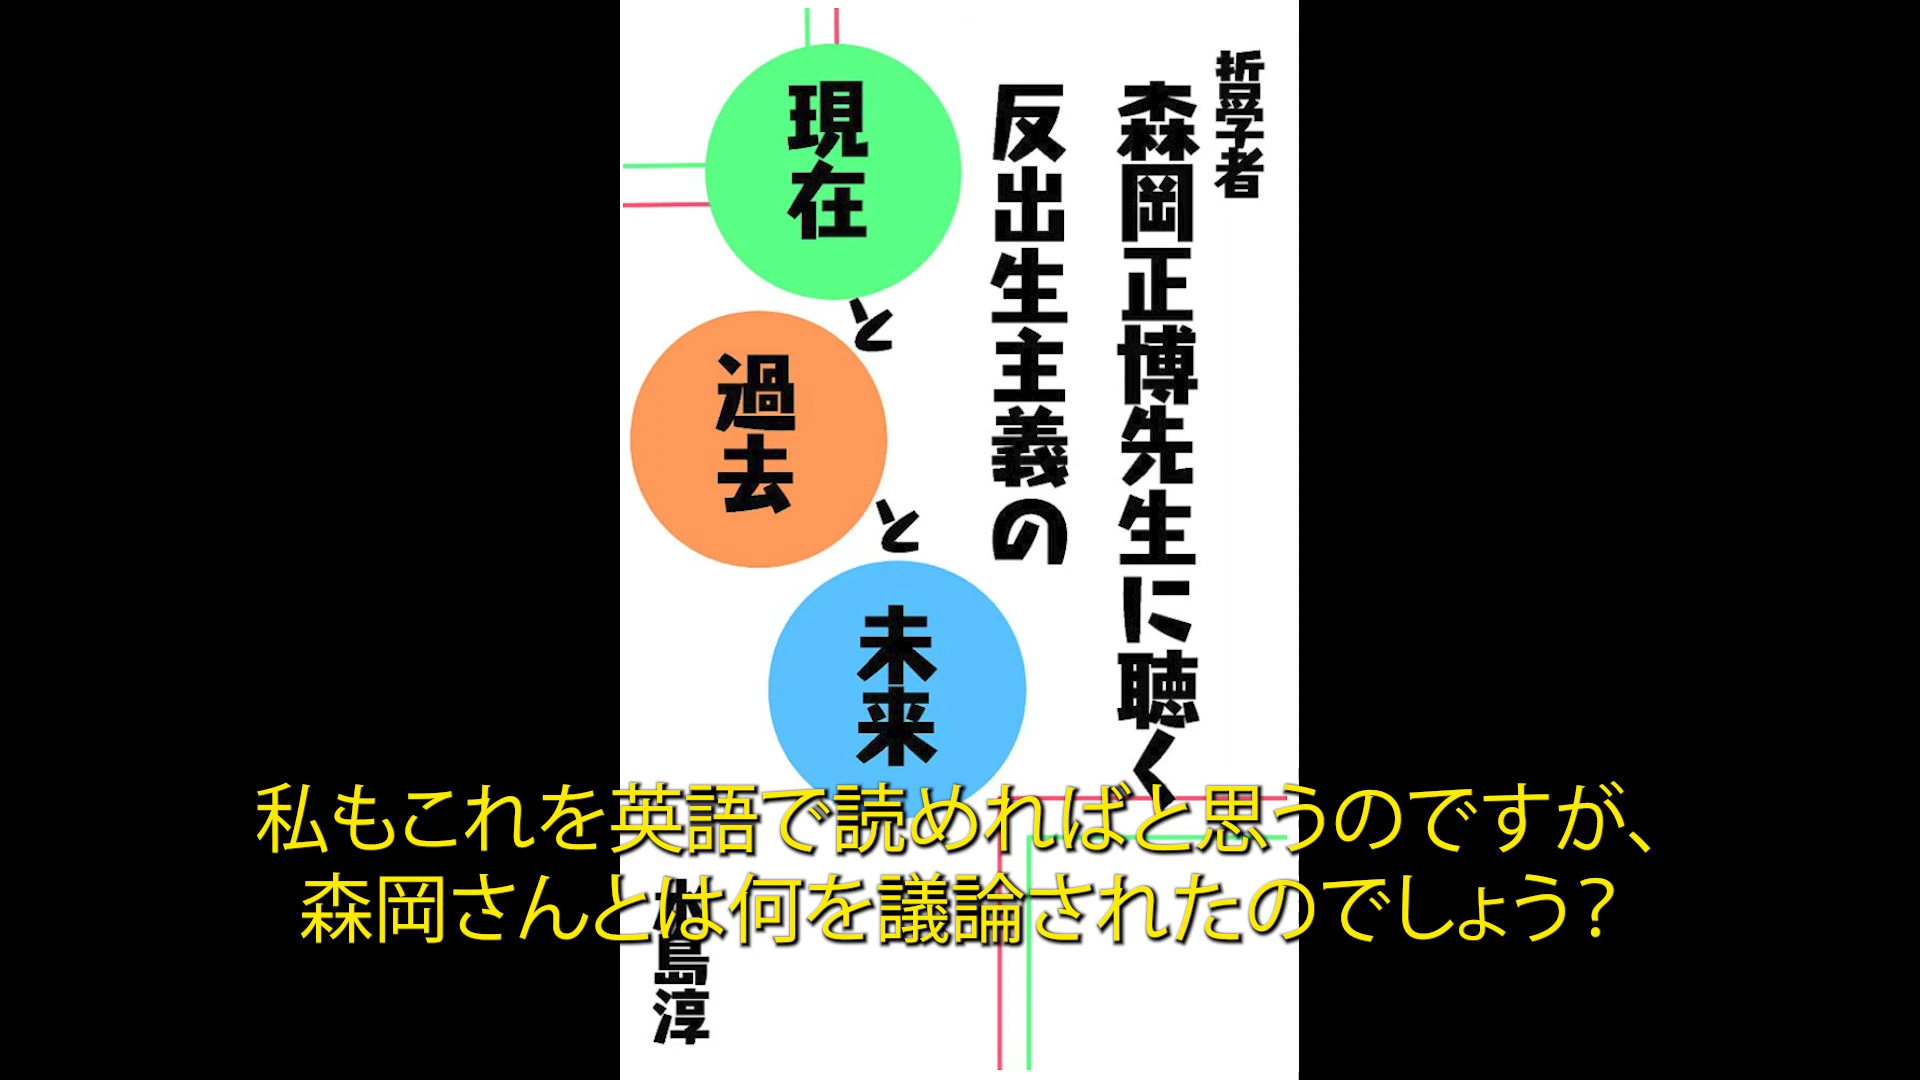 哲学者
森岡正博先生に聴く
反出生主義の
現在
と
過去
と
未来
島淳
私もこれを英語で読めればと思うのですが、
森岡さんとは何を議論されたのでしょう？